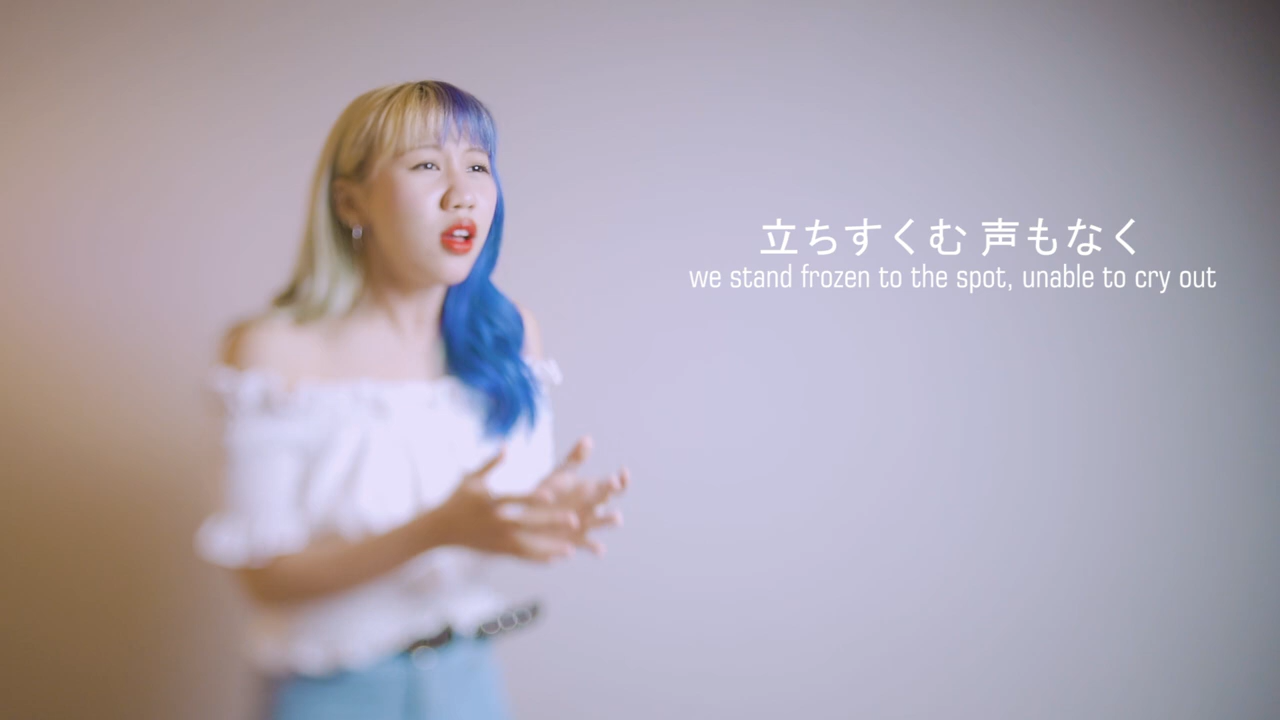 立ちすくむ 声もなく
we stand frozen to the spot, unable to cry out